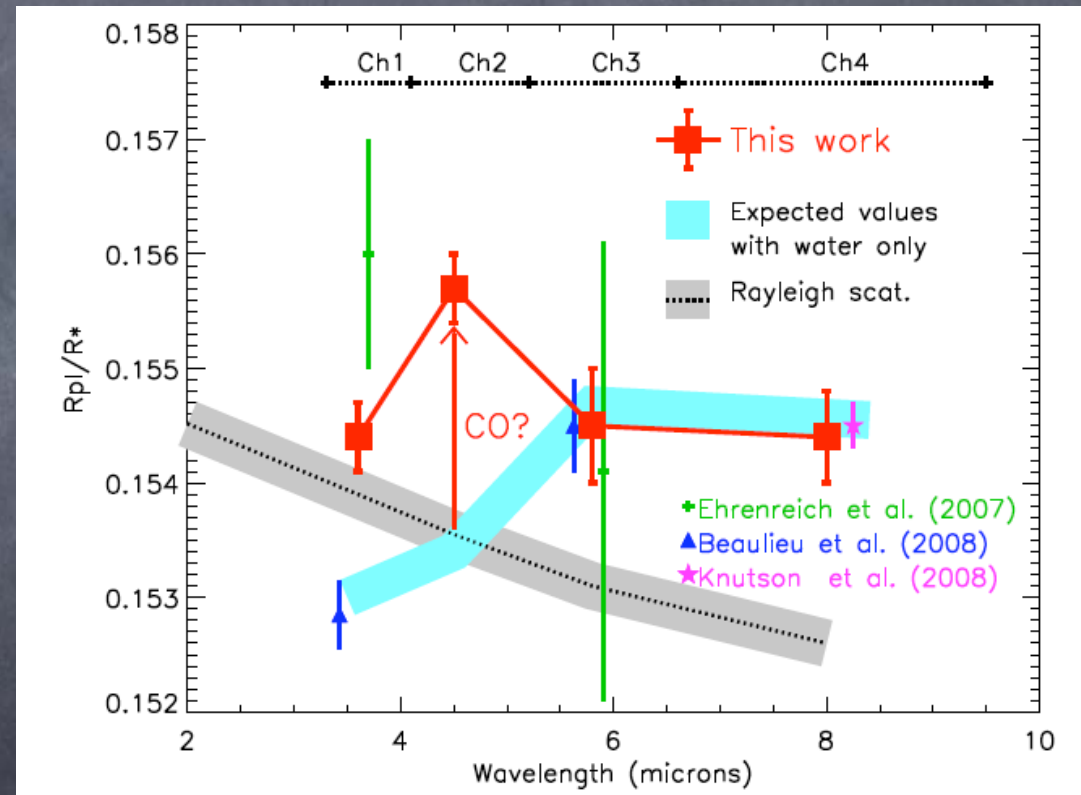 0.158
0.157
0.156
0.155
0.154
0.153
0.152
Rpl/R*
Ch1 Ch2 Ch3 Ch4
This work
Expected values
with water only
Rayleigh scat.
CO?
Ehrenreich et al. (2007)
Beaulieu et al. (2008)
Knutson et al. (2008)
2 4 6 8 10
Wavelength (microns)